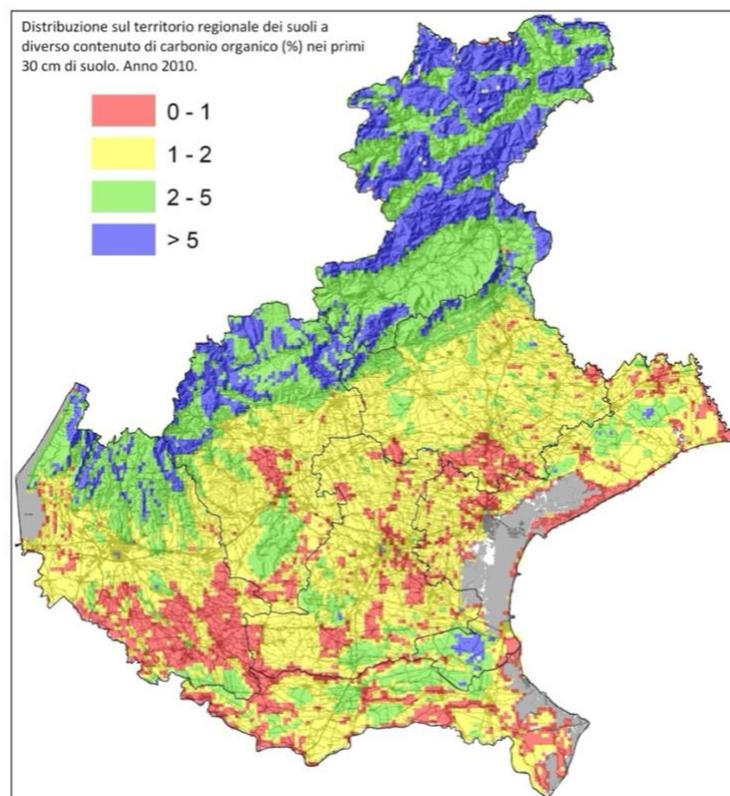 Distribuzione sul territorio regionale dei suoli a
diverso contenuto di carbonio organico (%) nei primi
30 cm di suolo. Anno 2010.
0 - 1
1 - 2
2 - 5
> 5